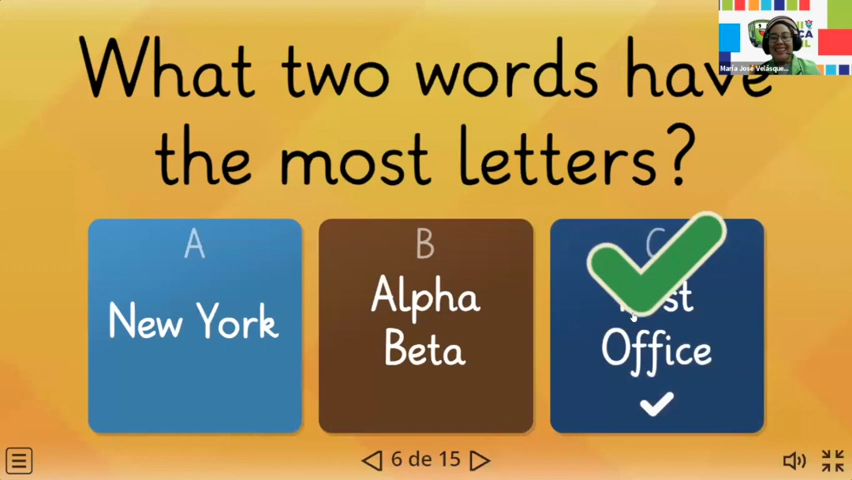 What two words have
the most letters?
María José Velásque...
A
New York
B
Alpha
Beta
C
Office
6 de 15